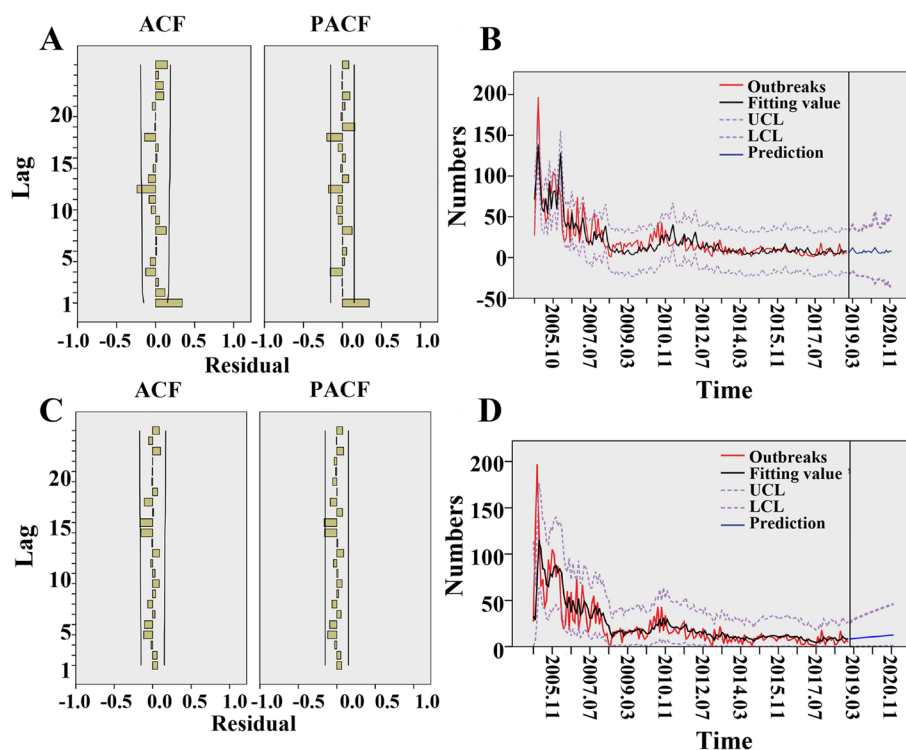 A
ACF
PACF
Lag
20
15
10
5
1
-1.0 -0.5 0.0 0.5 1.0
-1.0 -0.5 0.0 0.5 1.0
Residual
B
Numbers
200
150
100
50
0
-50
Outbreaks
Fitting value
UCL
LCL
Prediction
2005.10
2007.07
2009.03
2010.11
2012.07
2014.03
2015.11
2017.07
2019.03
2020.11
Time
C
ACF
PACF
Lag
20
15
10
5
1
-1.0 -0.5 0.0 0.5 1.0
-1.0 -0.5 0.0 0.5 1.0
Residual
D
Numbers
200
150
100
50
0
Outbreaks
Fitting value
UCL
LCL
Prediction
2005.11
2007.07
2009.03
2010.11
2012.07
2014.03
2015.11
2017.07
2019.03
2020.11
Time